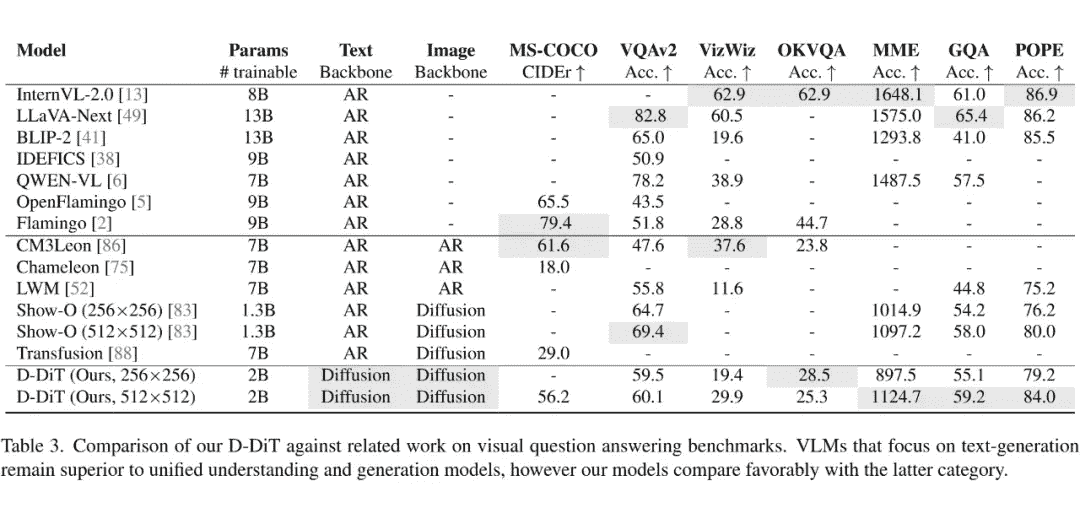 Model Params Text Image MS-COCO VQAv2 VizWiz OKVQA MME GQA POPE
# trainable Backbone Backbone CIDEr ↑ Acc. ↑ Acc. ↑ Acc. ↑ Acc. ↑ Acc. ↑ Acc. ↑
InternVL-2.0 [13] 8B AR - - - 62.9 62.9 1648.1 61.0 86.9
LLaVA-Next [49] 13B AR - - 82.8 60.5 - 1575.0 65.4 86.2
BLIP-2 [41] 13B AR - - 65.0 19.6 - 1293.8 41.0 85.5
IDEFICS [38] 9B AR - - 50.9 - - - - -
QWEN-VL [6] 7B AR - - 78.2 38.9 - 1487.5 57.5 -
OpenFlamingo [5] 9B AR - 65.5 43.5 - - - - -
Flamingo [2] 9B AR - 79.4 51.8 28.8 44.7 - - -
CM3Leon [86] 7B AR AR 61.6 47.6 37.6 23.8 - - -
Chameleon [75] 7B AR AR 18.0 - - - - - -
LWM [52] 7B AR AR - 55.8 11.6 - - 44.8 75.2
Show-O (256×256) [83] 1.3B AR Diffusion - 64.7 - - 1014.9 54.2 76.2
Show-O (512×512) [83] 1.3B AR Diffusion - 69.4 - - 1097.2 58.0 80.0
Transfusion [88] 7B AR Diffusion 29.0 - - - - - -
D-DiT (Ours, 256×256) 2B Diffusion Diffusion - 59.5 19.4 28.5 897.5 55.1 79.2
D-DiT (Ours, 512×512) 2B Diffusion Diffusion 56.2 60.1 29.9 25.3 1124.7 59.2 84.0
Table 3. Comparison of our D-DiT against related work on visual question answering benchmarks. VLMs that focus on text-generation
remain superior to unified understanding and generation models, however our models compare favorably with the latter category.